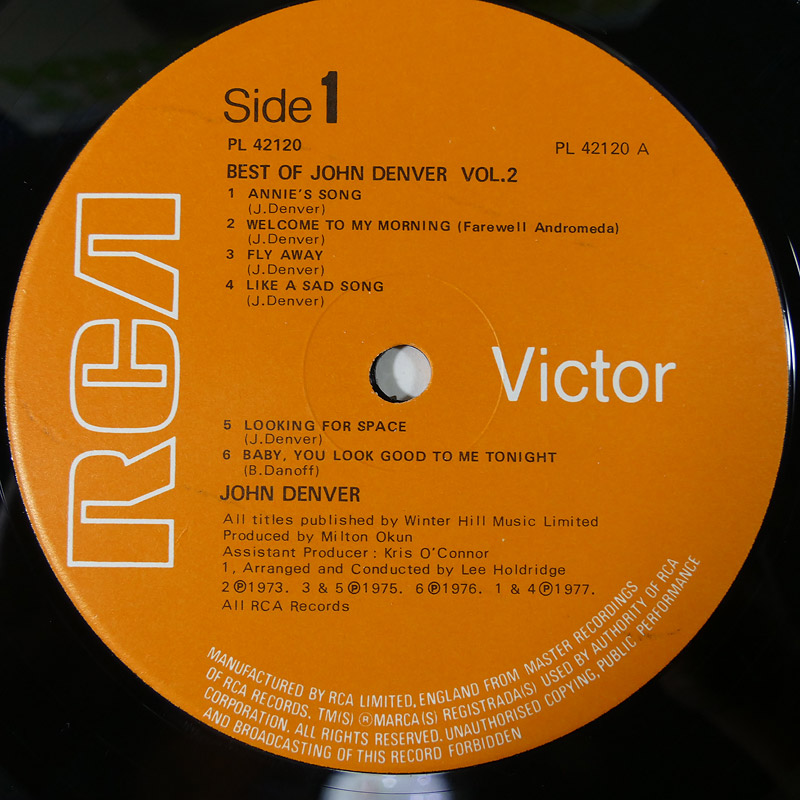 Side 1
PL 42120
PL 42120 A
BEST OF JOHN DENVER VOL.2
1 ANNIE'S SONG
(J.Denver)
2 WELCOME TO MY MORNING (Farewell Andromeda)
(J.Denver)
3 FLY AWAY
(J.Denver)
4 LIKE A SAD SONG
(J.Denver)
RCA
Victor
5 LOOKING FOR SPACE
(J.Denver)
6 BABY, YOU LOOK GOOD TO ME TONIGHT
(B.Danoff)
JOHN DENVER
All titles published by Winter Hill Music Limited
Produced by Milton Okun
Assistant Producer : Kris O'Connor
1, Arranged and Conducted by Lee Holdridge
2 ℗1973. 3 & 5 ℗1975. 6 ℗1976. 1 & 4 ℗1977.
All RCA Records
MANUFACTURED BY RCA LIMITED, ENGLAND FROM MASTER RECORDINGS
OF RCA RECORDS. TM(S) ® MARCA(S) REGISTRADA(S) USED BY AUTHORITY OF RCA
CORPORATION. ALL RIGHTS RESERVED. UNAUTHORISED COPYING, PUBLIC PERFORMANCE
AND BROADCASTING OF THIS RECORD FORBIDDEN